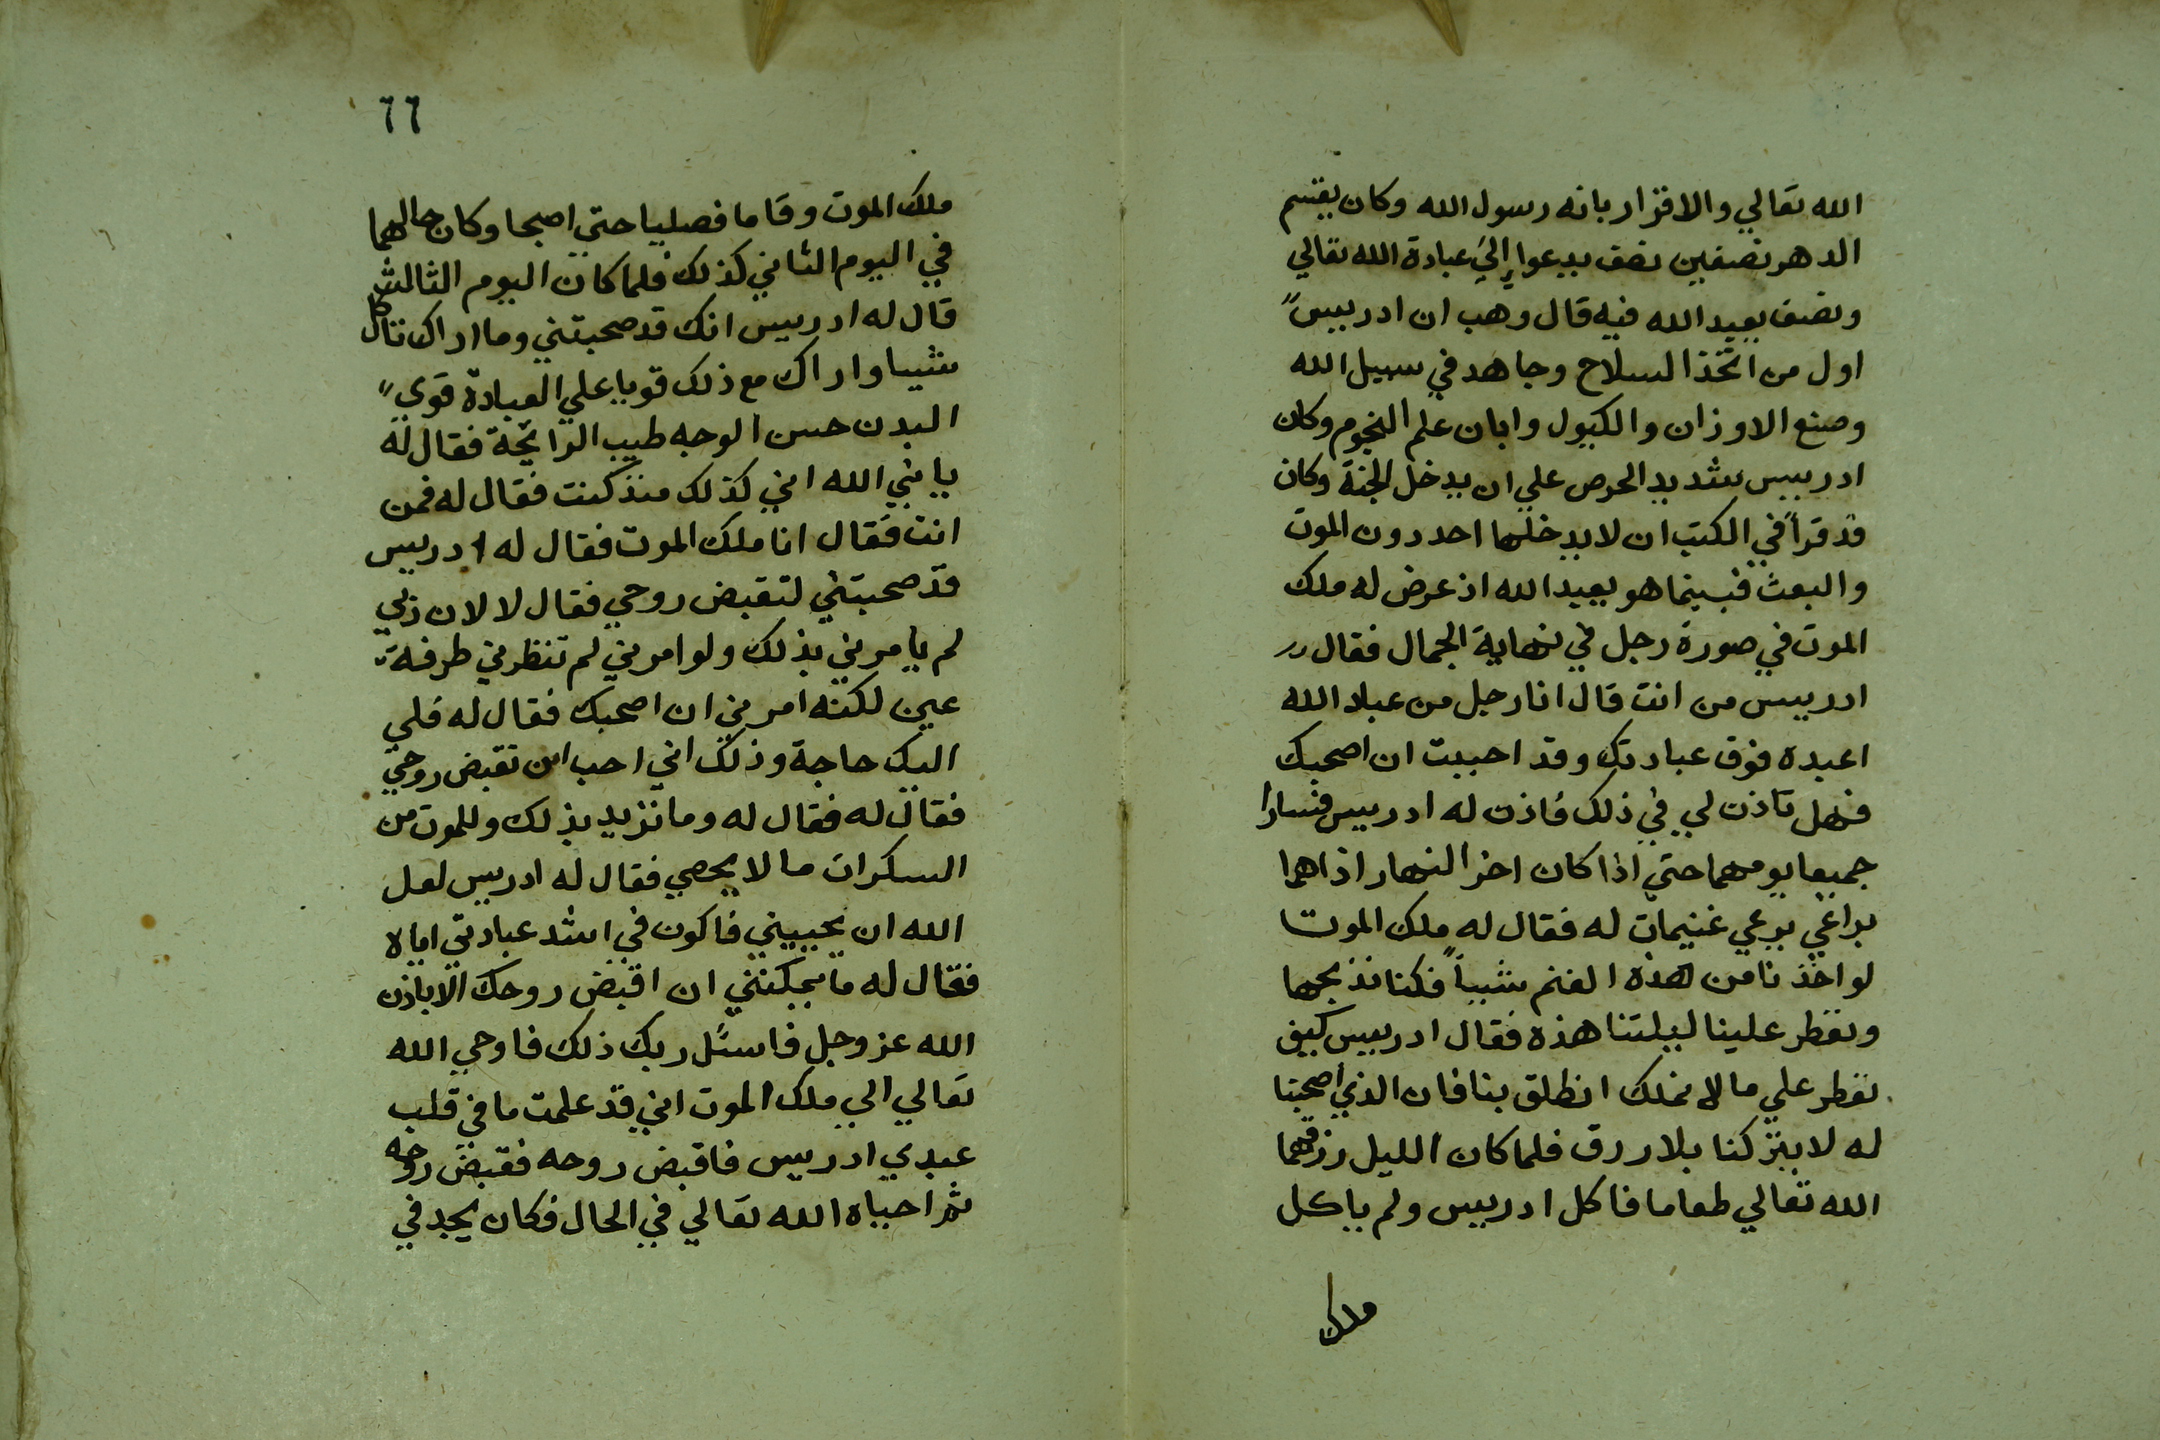 الله تعالي والاقرار بانه رسول الله وكان يقسم
الدهر نصفين نصف يدعوا الي عبادة الله تعالي
ونصف يعبد الله فيه قال وهب ان ادريس
اول من اتخذ السلاح وجاهد في سبيل الله
وصنع الاوزان والكيول وابان علم النجوم وكان
ادريس شديد الحرص علي ان يدخل الجنة وكان
قد قرأ في الكتب ان لا يدخلها احد دون الموت
والبعث فبينما هو يعبد الله اذ عرض له ملك
الموت في صورة رجل في نهاية الجمال فقال
ادريس من انت قال انا رجل من عباد الله
اعبده فوق عبادتك وقد احببت ان اصحبك
فهل تاذن لي في ذلك فاذن له ادريس فسارا
جميعا يومهما حتي اذا كان اخر النهار اذا هما
براعي يرعي غنيمات له فقال له ملك الموت
لو اخذنا من هذه الغنم شيبأ فكنا نذبحها
ونفطر علينا ليلتنا هذه فقال ادريس كيف
نفطر علي ما لا نملك انطلق بنا فان الذي اصحبنا
له لا يتركنا بلا رزق فلما كان الليل رزقهما
الله تعالي طعاما فاكل ادريس ولم ياكل
ملك
٦٦
ملك الموت وقاما فصليا حتي اصبحا وكان حالهما
في اليوم الثاني كذلك فلما كان اليوم الثالث
قال له ادريس انك قد صحبتني وما اراك تاكل
شييا واراك مع ذلك قويا علي العبادة قوي
البدن حسن الوجه طيب الرائحة فقال له
يا نبي الله اني كذلك منذ كنت فقال له فمن
انت فقال انا ملك الموت فقال له ادريس
قد صحبتني لتقبض روحي فقال لا لان ربي
لم يامرني بذلك ولو امرني لم تنظرني طرفة
عين لكنه امرني ان اصحبك فقال له فلي
اليك حاجة وذلك اني احب ان تقبض روحي
فقال له فقال له وما تريد بذلك وللموت من
السكرات ما لا يحصي فقال له ادريس لعل
الله ان يحييني فاكون في اشد عبادتي اياه
فقال له ما يمكنني ان اقبض روحك الا باذن
الله عز وجل فاسئل ربك ذلك فاوحي الله
تعالي الي ملك الموت اني قد علمت ما في قلب
عبدي ادريس فاقبض روحه فقبض روحه
ثم احياه الله تعالي في الحال فكان يجد في